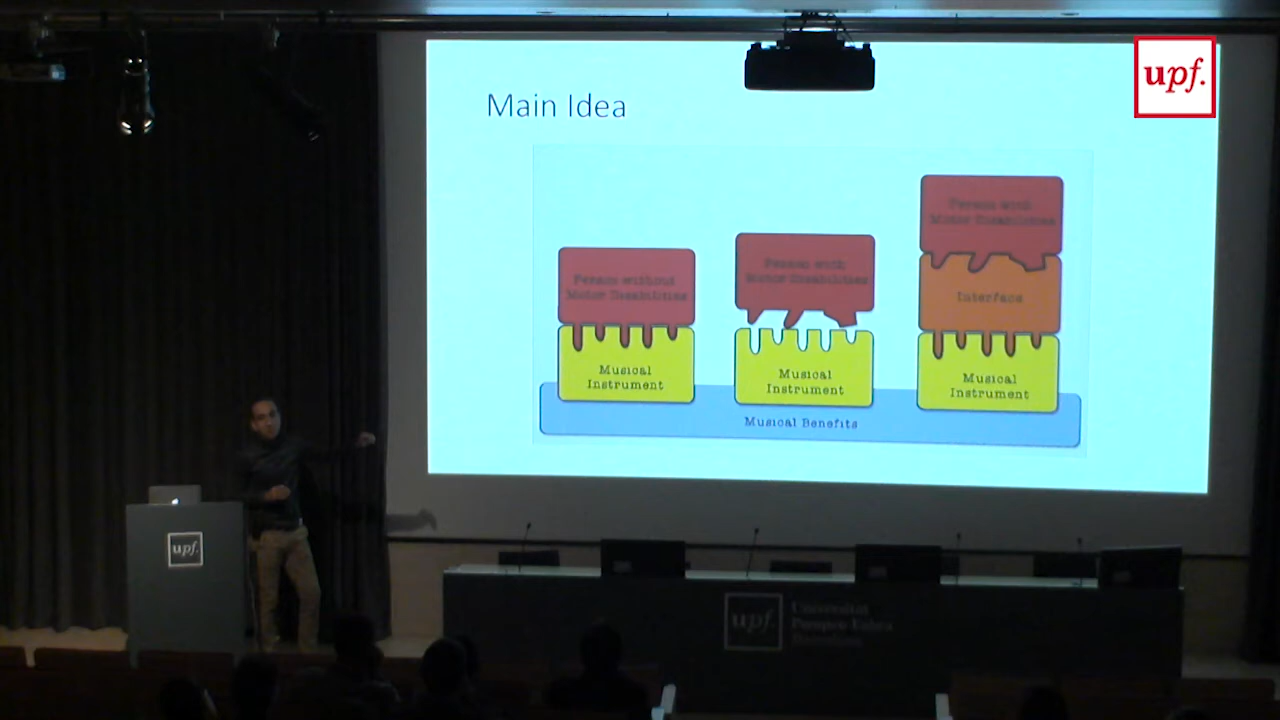 upf.
Main Idea
Person with
Motor Disabilities
Person without
Motor Disabilities
Person with
Motor Disabilities
Interface
Musical
Instrument
Musical
Instrument
Musical
Instrument
Musical Benefits
upf.
upf.
Universitat
Pompeu Fabra
Barcelona